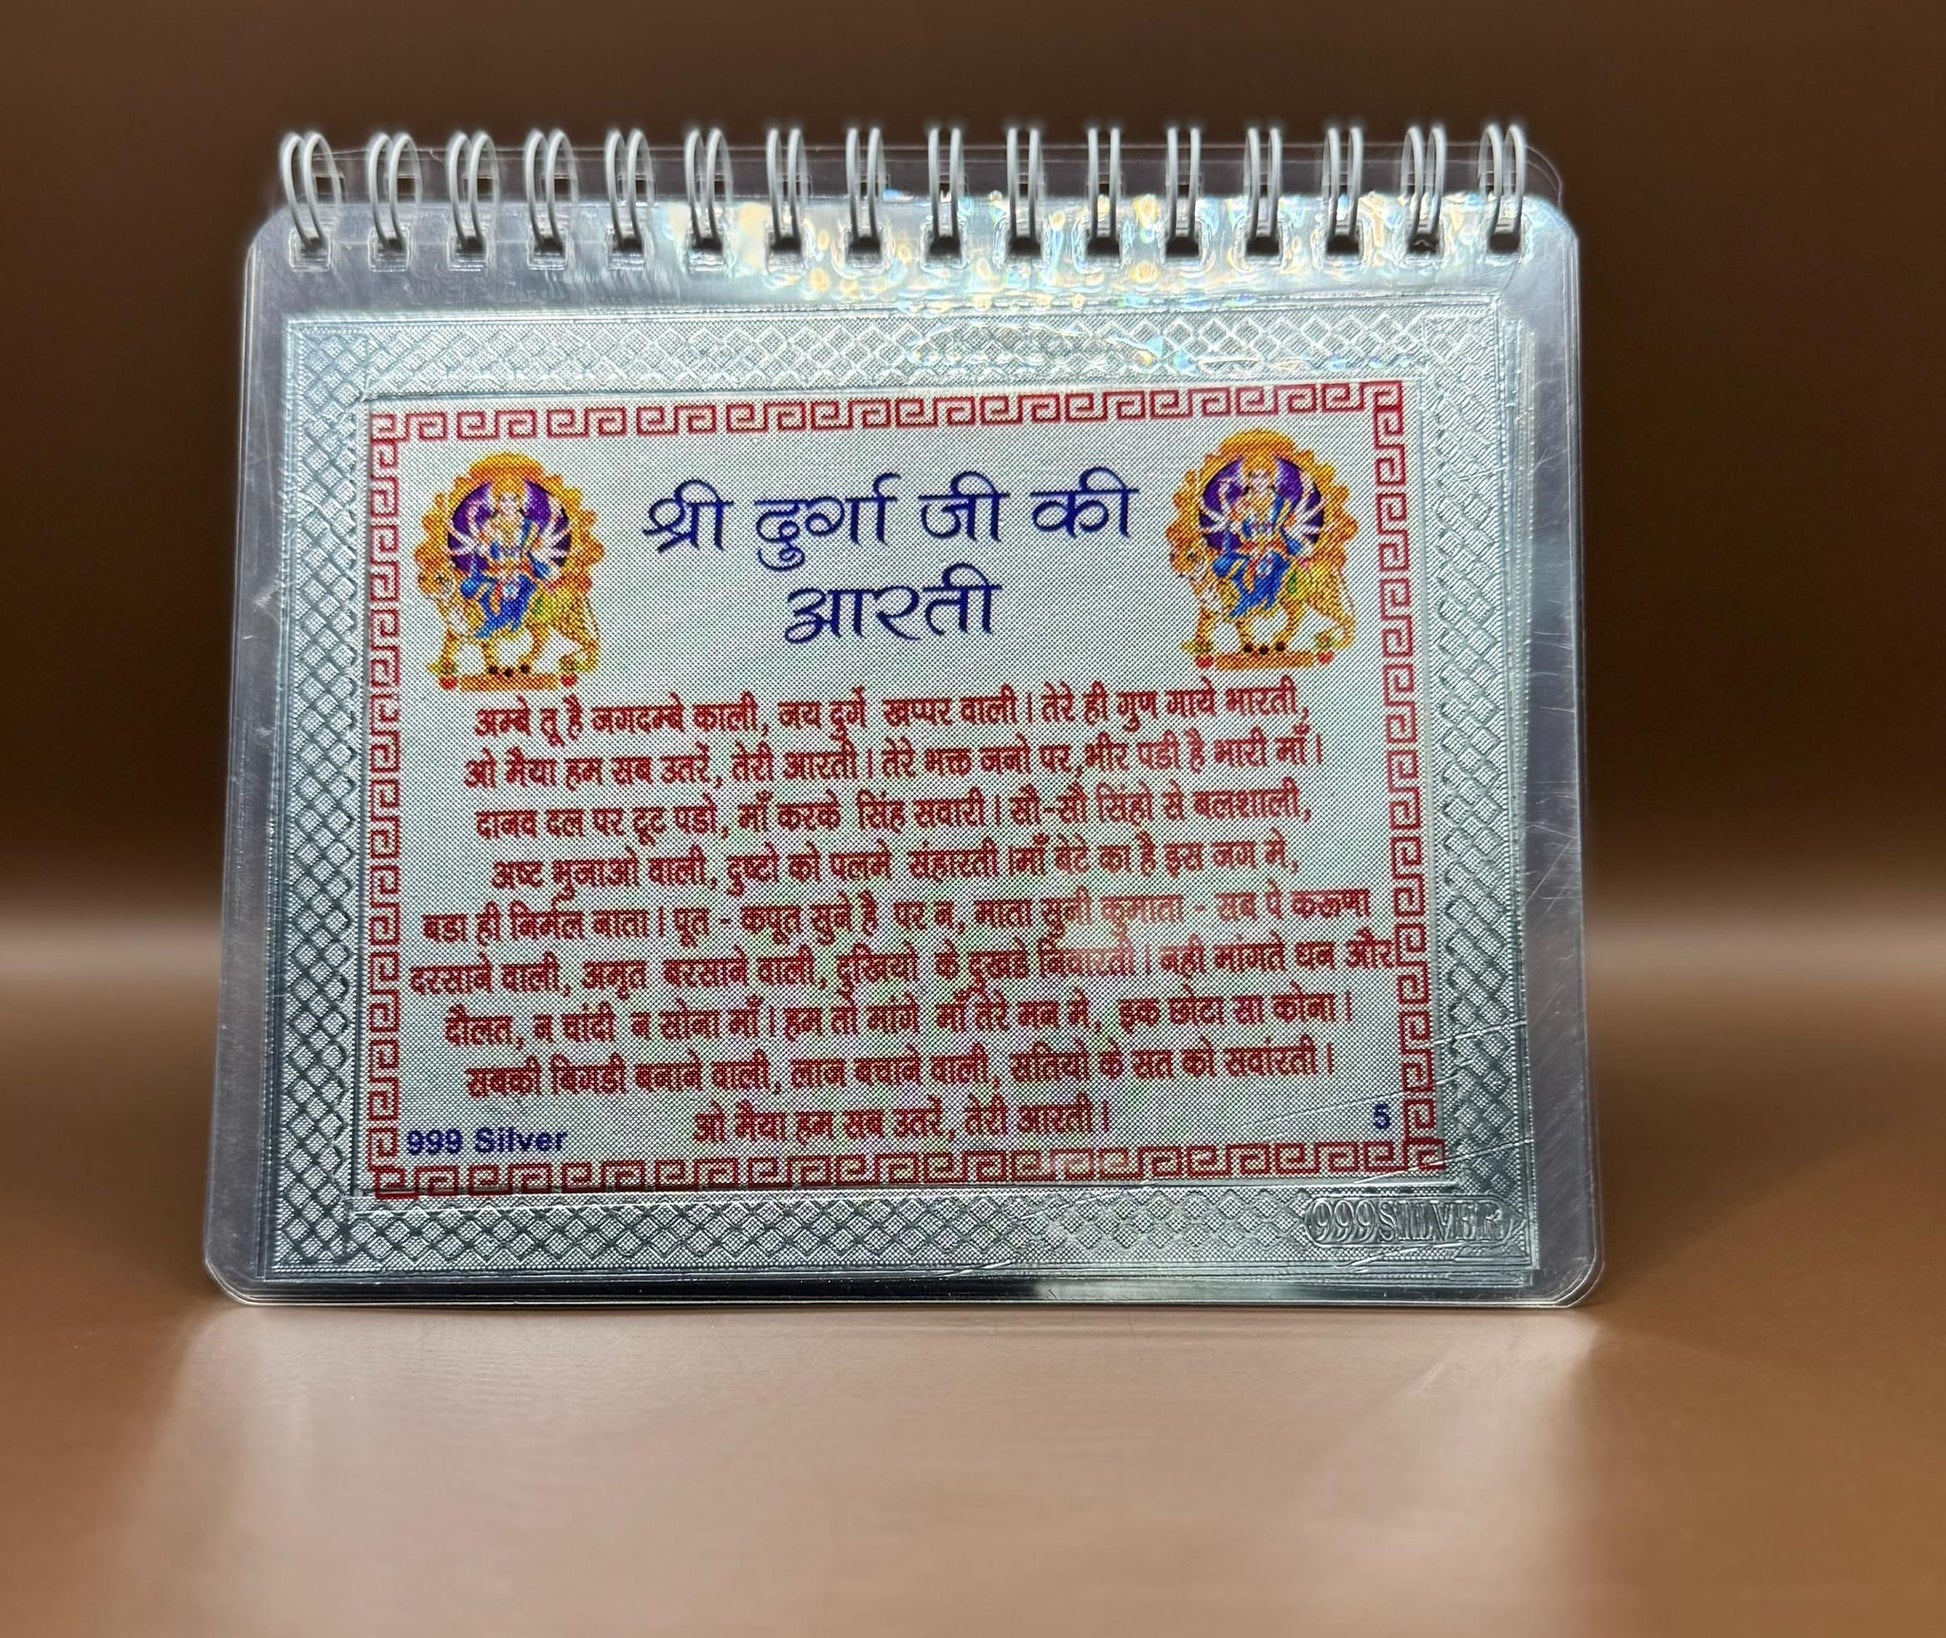 श्री दुर्गा जी की
आरती
अम्बे तू है जगदम्बे काली, जय दुर्गे खप्पर वाली। तेरे ही गुण गाये भारती,
ओ मैया हम सब उतरें, तेरी आरती। तेरे भक्त जनो पर,भीर पडी है भारी माँ।
दानव दल पर टूट पडो, माँ करके सिंह सवारी। सौ-सौ सिंहो से बलशाली,
अष्ट भुजाओ वाली, दुष्टो को पलमे संहारती।माँ बेटे का है इस जग मे,
बडा ही निर्मल नाता। पूत - कपूत सुने है पर न, माता सुनी कुमाता - सब पे करूणा
दरसाने वाली, अमृत बरसाने वाली, दुखियो के दुखडे निवारती। नही मांगते धन और
दौलत, न चांदी न सोना माँ। हम तो मांगे माँ तेरे मन मे, इक छोटा सा कोना।
सबकी बिगडी बनाने वाली, लाज बचाने वाली, सतियो के सत को सवांरती।
ओ मैया हम सब उतरें, तेरी आरती।
999 Silver
5
999 SILVER